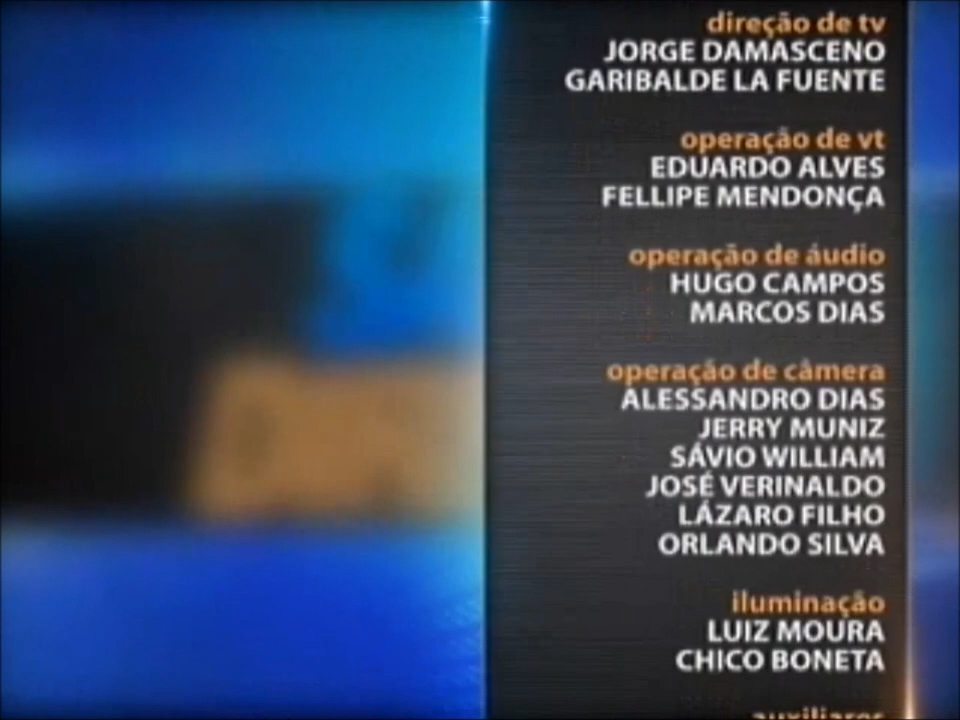 direção de tv
JORGE DAMASCENO
GARIBALDE LA FUENTE
operação de vt
EDUARDO ALVES
FELLIPE MENDONÇA
operação de áudio
HUGO CAMPOS
MARCOS DIAS
operação de câmera
ALESSANDRO DIAS
JERRY MUNIZ
SÁVIO WILLIAM
JOSÉ VERINALDO
LÁZARO FILHO
ORLANDO SILVA
iluminação
LUIZ MOURA
CHICO BONETA
auxiliares